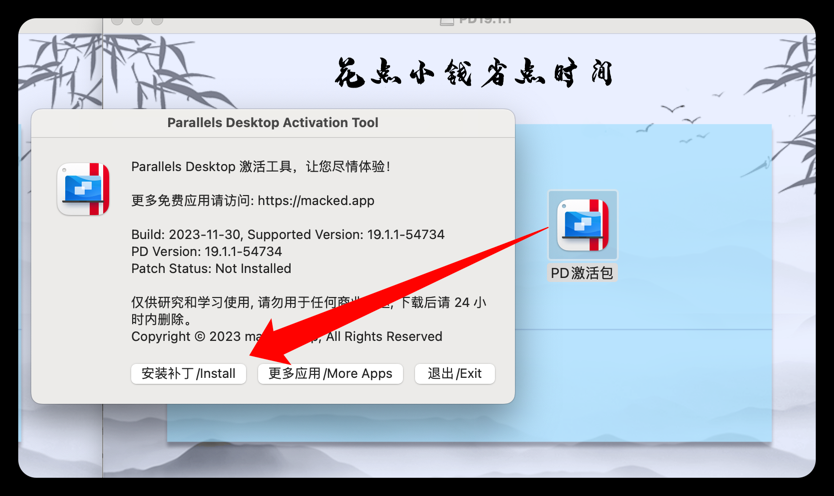 PD19.1.1
花点小钱省点时间
Parallels Desktop Activation Tool
Parallels Desktop 激活工具，让您尽情体验！
更多免费应用请访问: https://macked.app
Build: 2023-11-30, Supported Version: 19.1.1-54734
PD Version: 19.1.1-54734
Patch Status: Not Installed
仅供研究和学习使用, 请勿用于任何商业, 下载后请 24 小
时内删除。
Copyright © 2023 All Rights Reserved
安装补丁/Install
更多应用/More Apps
退出/Exit
PD激活包